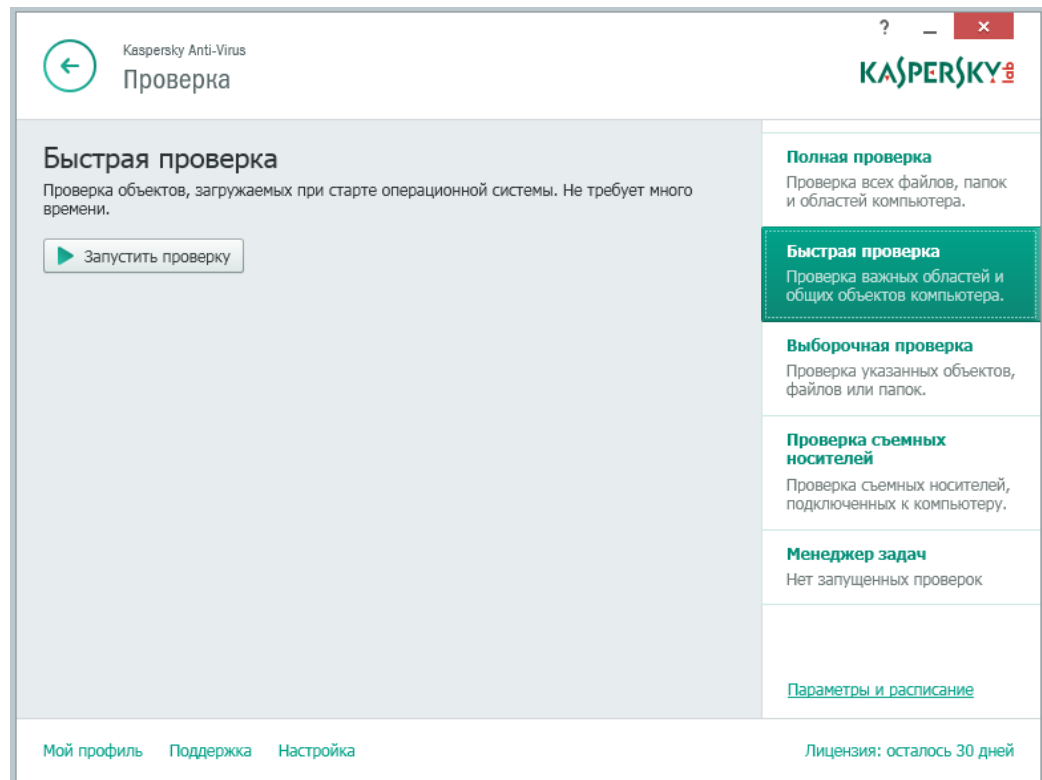 Kaspersky Anti-Virus
Проверка
?
KASPERSKY lab
Быстрая проверка
Проверка объектов, загружаемых при старте операционной системы. Не требует много
времени.
Запустить проверку
Полная проверка
Проверка всех файлов, папок
и областей компьютера.
Быстрая проверка
Проверка важных областей и
общих объектов компьютера.
Выборочная проверка
Проверка указанных объектов,
файлов или папок.
Проверка съемных
носителей
Проверка съемных носителей,
подключенных к компьютеру.
Менеджер задач
Нет запущенных проверок
Параметры и расписание
Мой профиль Поддержка Настройка
Лицензия: осталось 30 дней